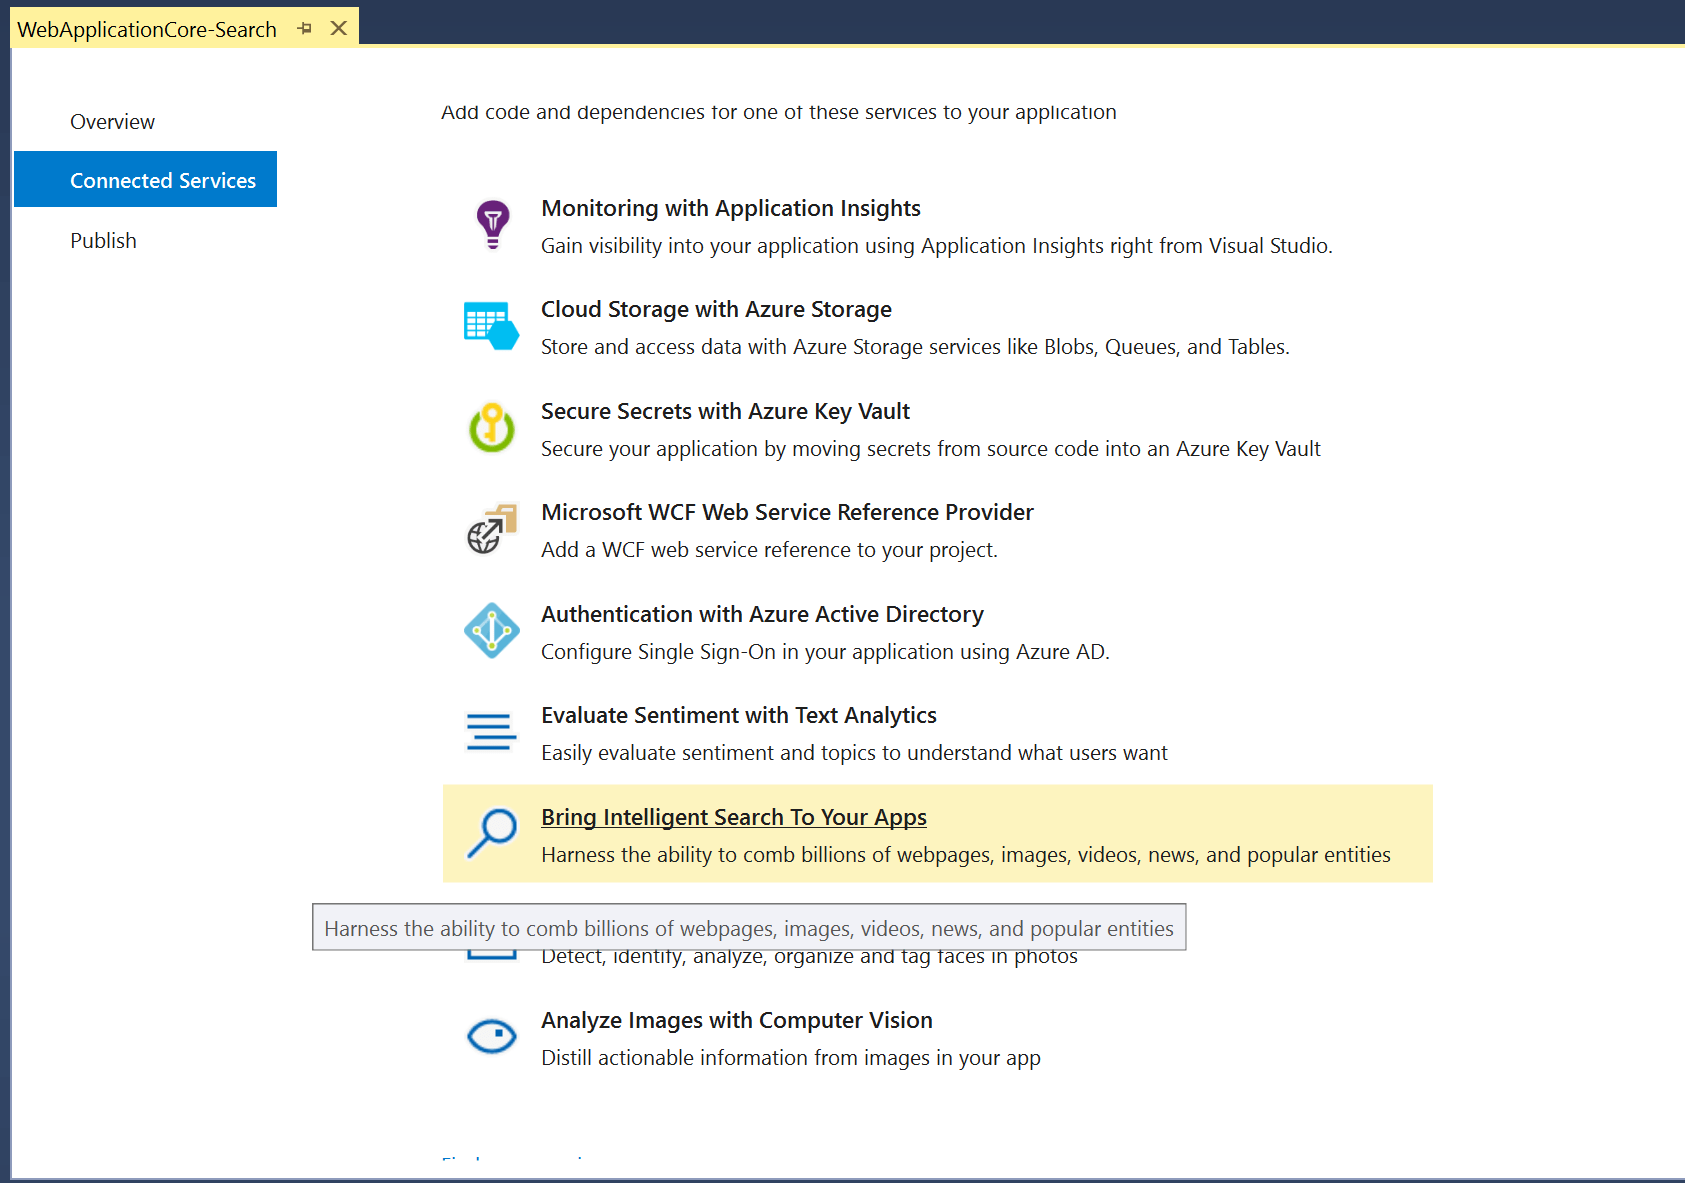 WebApplicationCore-Search
Overview
Connected Services
Publish
Add code and dependencies for one of these services to your application
Monitoring with Application Insights
Gain visibility into your application using Application Insights right from Visual Studio.
Cloud Storage with Azure Storage
Store and access data with Azure Storage services like Blobs, Queues, and Tables.
Secure Secrets with Azure Key Vault
Secure your application by moving secrets from source code into an Azure Key Vault
Microsoft WCF Web Service Reference Provider
Add a WCF web service reference to your project.
Authentication with Azure Active Directory
Configure Single Sign-On in your application using Azure AD.
Evaluate Sentiment with Text Analytics
Easily evaluate sentiment and topics to understand what users want
Bring Intelligent Search To Your Apps
Harness the ability to comb billions of webpages, images, videos, news, and popular entities
Harness the ability to comb billions of webpages, images, videos, news, and popular entities
Detect, identify, analyze, organize and tag faces in photos
Analyze Images with Computer Vision
Distill actionable information from images in your app